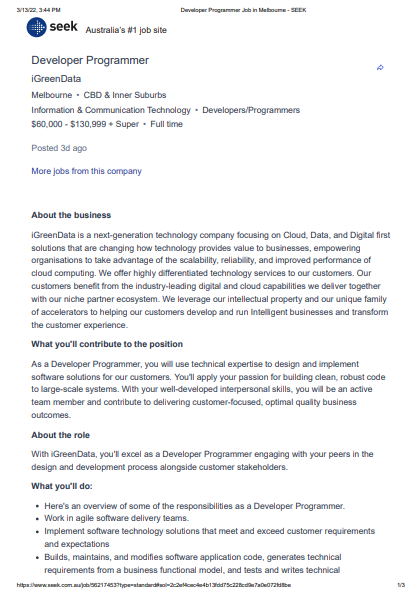 3/13/22, 3:44 PM Developer Programmer Job in Melbourne - SEEK
seek Australia's #1 job site
Developer Programmer
iGreenData
Melbourne • CBD & Inner Suburbs
Information & Communication Technology • Developers/Programmers
$60,000 - $130,999 + Super • Full time
Posted 3d ago
More jobs from this company
About the business
iGreenData is a next-generation technology company focusing on Cloud, Data, and Digital first
solutions that are changing how technology provides value to businesses, empowering
organisations to take advantage of the scalability, reliability, and improved performance of
cloud computing. We offer highly differentiated technology services to our customers. Our
customers benefit from the industry-leading digital and cloud capabilities we deliver together
with our niche partner ecosystem. We leverage our intellectual property and our unique family
of accelerators to helping our customers develop and run Intelligent businesses and transform
the customer experience.
What you'll contribute to the position
As a Developer Programmer, you will use technical expertise to design and implement
software solutions for our customers. You'll apply your passion for building clean, robust code
to large-scale systems. With your well-developed interpersonal skills, you will be an active
team member and contribute to delivering customer-focused, optimal quality business
outcomes.
About the role
With iGreenData, you'll excel as a Developer Programmer engaging with your peers in the
design and development process alongside customer stakeholders.
What you'll do:
• Here's an overview of some of the responsibilities as a Developer Programmer.
• Work in agile software delivery teams.
• Implement software technology solutions that meet and exceed customer requirements
and expectations
• Builds, maintains, and modifies software application code, generates technical
requirements from a business functional model, and tests and writes technical
https://www.seek.com.au/job/56217453?type=standard#sol=2c2ef4cec4e4b13fdd75c228cd9e7a0e072fd8be 1/3